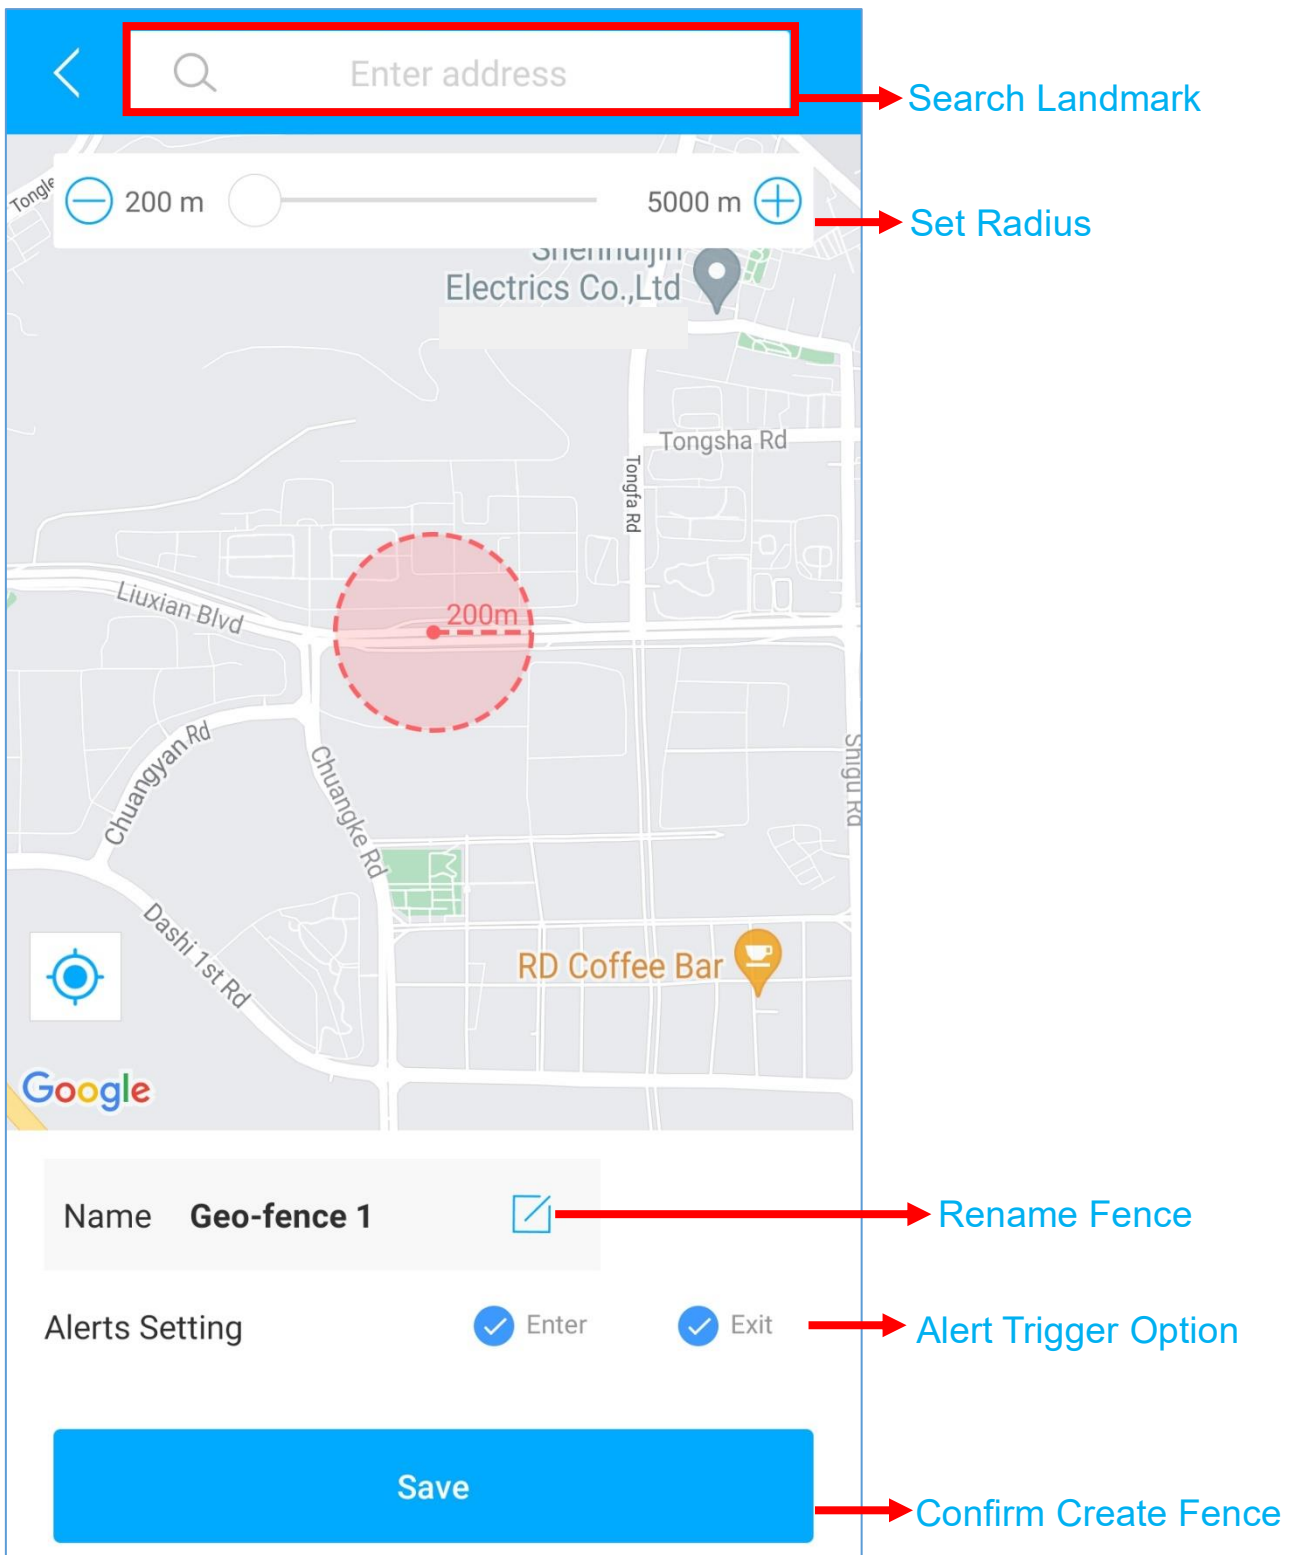 Enter address
Search Landmark
200 m
5000 m
Set Radius
Electrics Co.,Ltd
Tongsha Rd
Tongfa Rd
200m
Liuxian Blvd
Chuangyan Rd
Chuangke Rd
Shigu Rd
Dashi 1st Rd
RD Coffee Bar
Google
Name Geo-fence 1
Rename Fence
Alerts Setting
Enter
Exit
Alert Trigger Option
Save
Confirm Create Fence